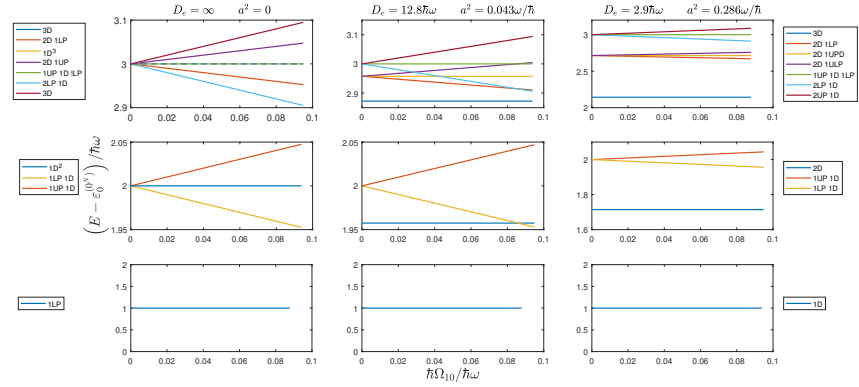 D_e = ∞ a² = 0
D_e = 12.8ħω a² = 0.043ω/ħ
D_e = 2.9ħω a² = 0.286ω/ħ
3D
2D 1LP
1D³
2D 1UP
1UP 1D !LP
2LP 1D
3D
3.1
3
2.9
0 0.02 0.04 0.06 0.08 0.1
3.1
3
2.9
0 0.02 0.04 0.06 0.08 0.1
3
2.5
2
0 0.02 0.04 0.06 0.08 0.1
3D
2D 1LP
2D 1UPD
2D 1ULP
1UP 1D 1LP
2LP 1D
2UP 1D
1D²
1LP 1D
1UP 1D
(E − ε₀^(0^N)) /ħω
2.05
2
1.95
0 0.02 0.04 0.06 0.08 0.1
2.05
2
1.95
0 0.02 0.04 0.06 0.08 0.1
2
1.8
1.6
0 0.02 0.04 0.06 0.08 0.1
2D
1UP 1D
1LP 1D
1LP
2
1.5
1
0.5
0
0 0.02 0.04 0.06 0.08 0.1
2
1.5
1
0.5
0
0 0.02 0.04 0.06 0.08 0.1
2
1.5
1
0.5
0
0 0.02 0.04 0.06 0.08 0.1
1D
ħΩ₁₀/ħω